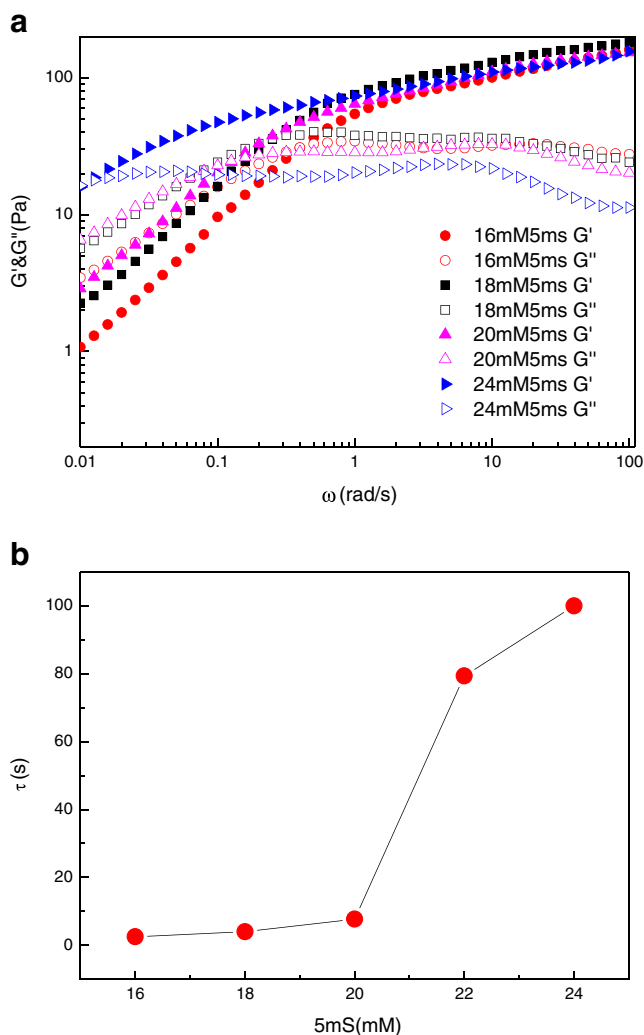 a
G'&G''(Pa)
100
10
1
16mM5ms G'
16mM5ms G''
18mM5ms G'
18mM5ms G''
20mM5ms G'
20mM5ms G''
24mM5ms G'
24mM5ms G''
0.01 0.1 1 10 100
ω (rad/s)
b
τ (s)
100
80
60
40
20
0
16 18 20 22 24
5mS(mM)